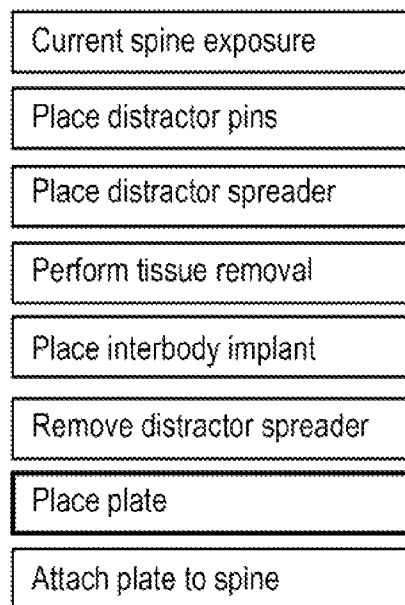 Current spine exposure
Place distractor pins
Place distractor spreader
Perform tissue removal
Place interbody implant
Remove distractor spreader
Place plate
Attach plate to spine